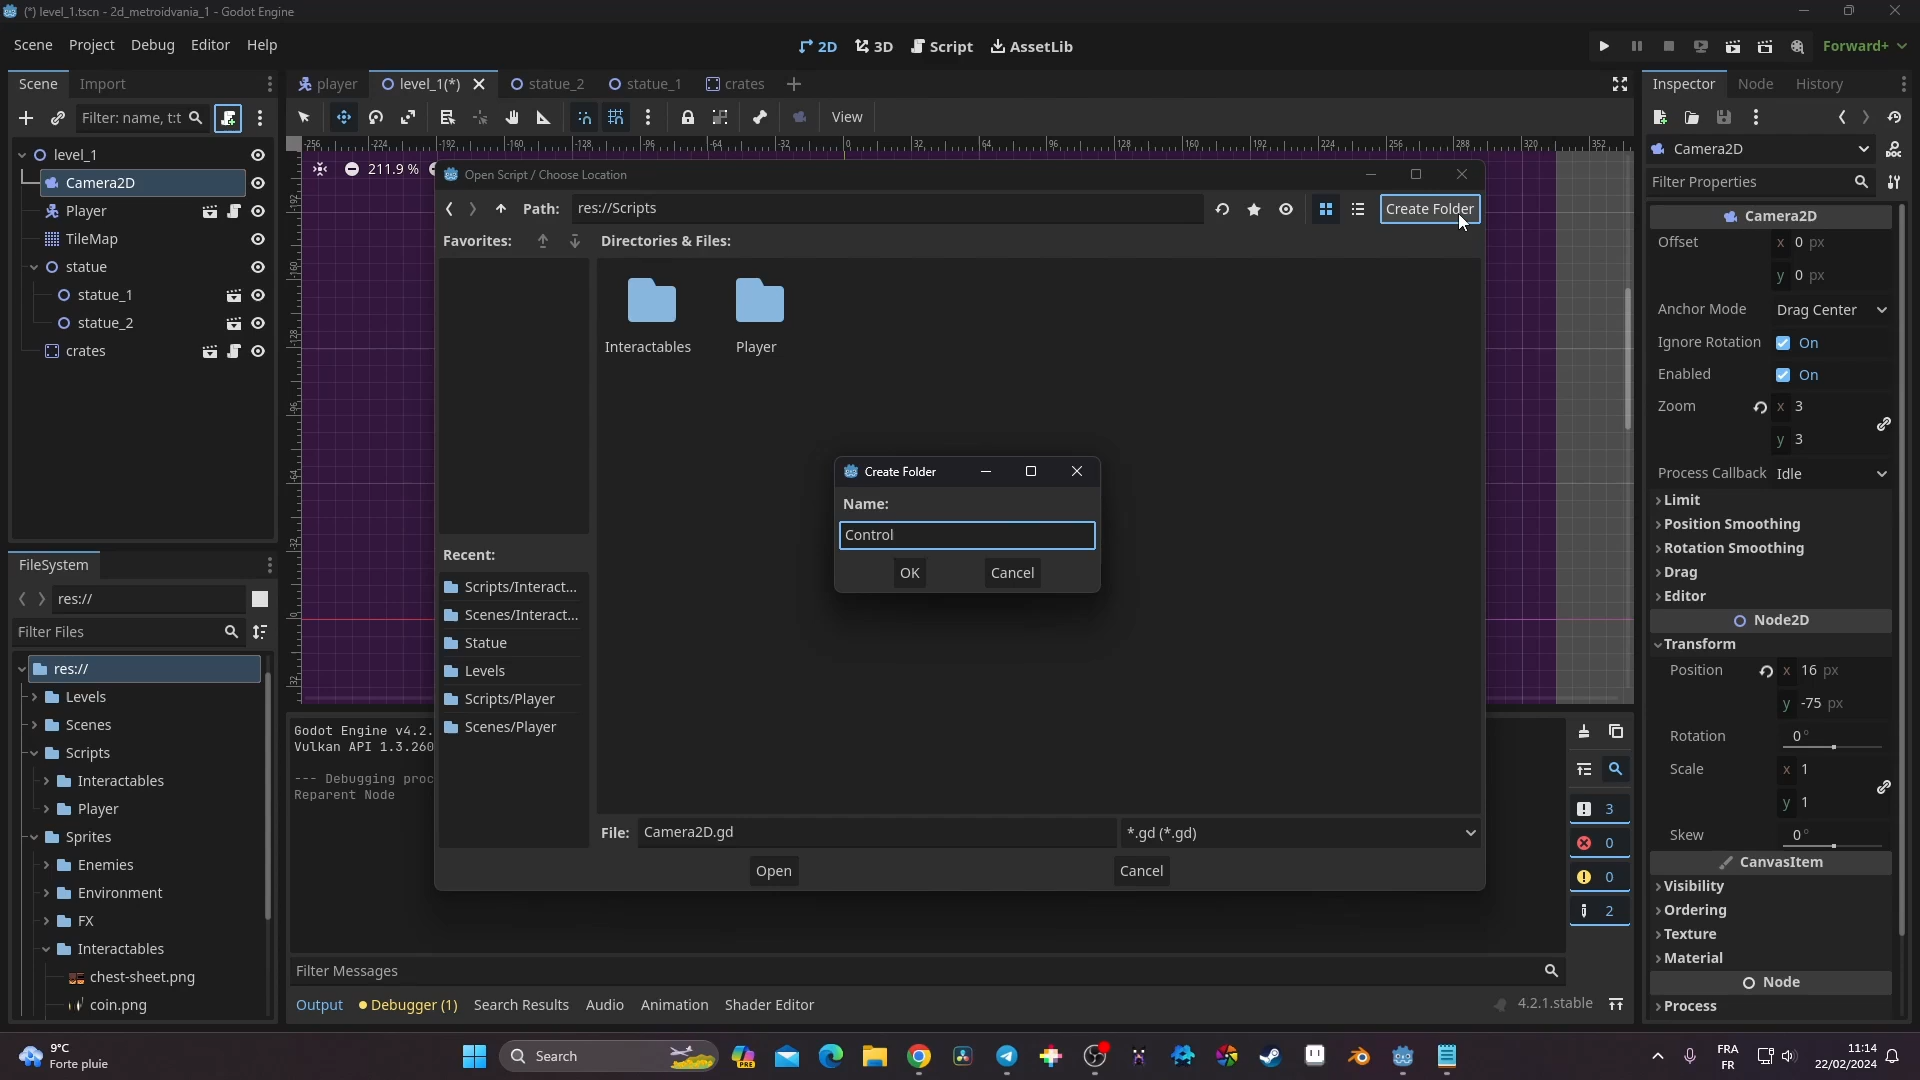 (*) level_1.tscn - 2d_metroidvania_1 - Godot Engine
Scene Project Debug Editor Help
2D 3D Script AssetLib
Forward+
Scene Import
player level_1(*) statue_2 statue_1 crates
Inspector Node History
Filter: name, t:t
View
level_1
Camera2D
Player
TileMap
statue
statue_1
statue_2
crates
211.9 %
Open Script / Choose Location
Path: res://Scripts
Create Folder
Favorites:
Directories & Files:
Interactables
Player
Create Folder
Name:
Control
OK Cancel
Recent:
Scripts/Interact...
Scenes/Interact...
Statue
Levels
Scripts/Player
Scenes/Player
File: Camera2D.gd *.gd (*.gd)
Open Cancel
Camera2D
Filter Properties
Camera2D
Offset x 0 px
y 0 px
Anchor Mode Drag Center
Ignore Rotation On
Enabled On
Zoom x 3
y 3
Process Callback Idle
Limit
Position Smoothing
Rotation Smoothing
Drag
Editor
Node2D
Transform
Position x 16 px
y -75 px
Rotation 0°
Scale x 1
y 1
Skew 0°
CanvasItem
Visibility
Ordering
Texture
Material
Node
Process
FileSystem
res://
Filter Files
res://
Levels
Scenes
Scripts
Interactables
Player
Sprites
Enemies
Environment
FX
Interactables
chest-sheet.png
coin.png
Godot Engine v4.2.
Vulkan API 1.3.260
--- Debugging proc
Reparent Node
3
0
0
2
Filter Messages
Output Debugger (1) Search Results Audio Animation Shader Editor
4.2.1.stable
9°C
Forte pluie
Search
FRA
FR
11:14
22/02/2024